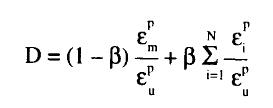 D = (1 − β) ε_m^p / ε_u^p + β Σ_{i=1}^{N} ε_i^p / ε_u^p